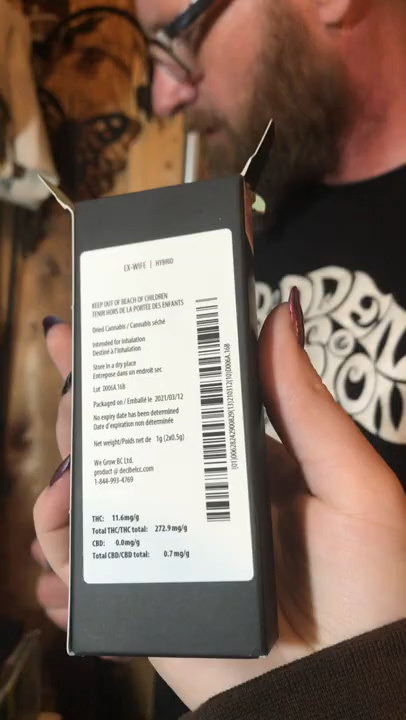 EX-WIFE | HYBRID
KEEP OUT OF REACH OF CHILDREN
TENIR HORS DE LA PORTÉE DES ENFANTS
Dried Cannabis / Cannabis séché
Intended for inhalation
Destiné à l'inhalation
Store in a dry place
Entrepose dans un endroit sec
Lot D006A.16B
Packaged on / Emballé le 2021/03/12
No expiry date has been determined
Date d'expiration non déterminée
Net weight/Poids net de 1g (2x0.5g)
We Grow BC Ltd.
product @ decibelcc.com
1-844-993-4769
THC: 11.6mg/g
Total THC/THC total: 272.9mg/g
CBD: 0.0mg/g
Total CBD/CBD total: 0.7mg/g